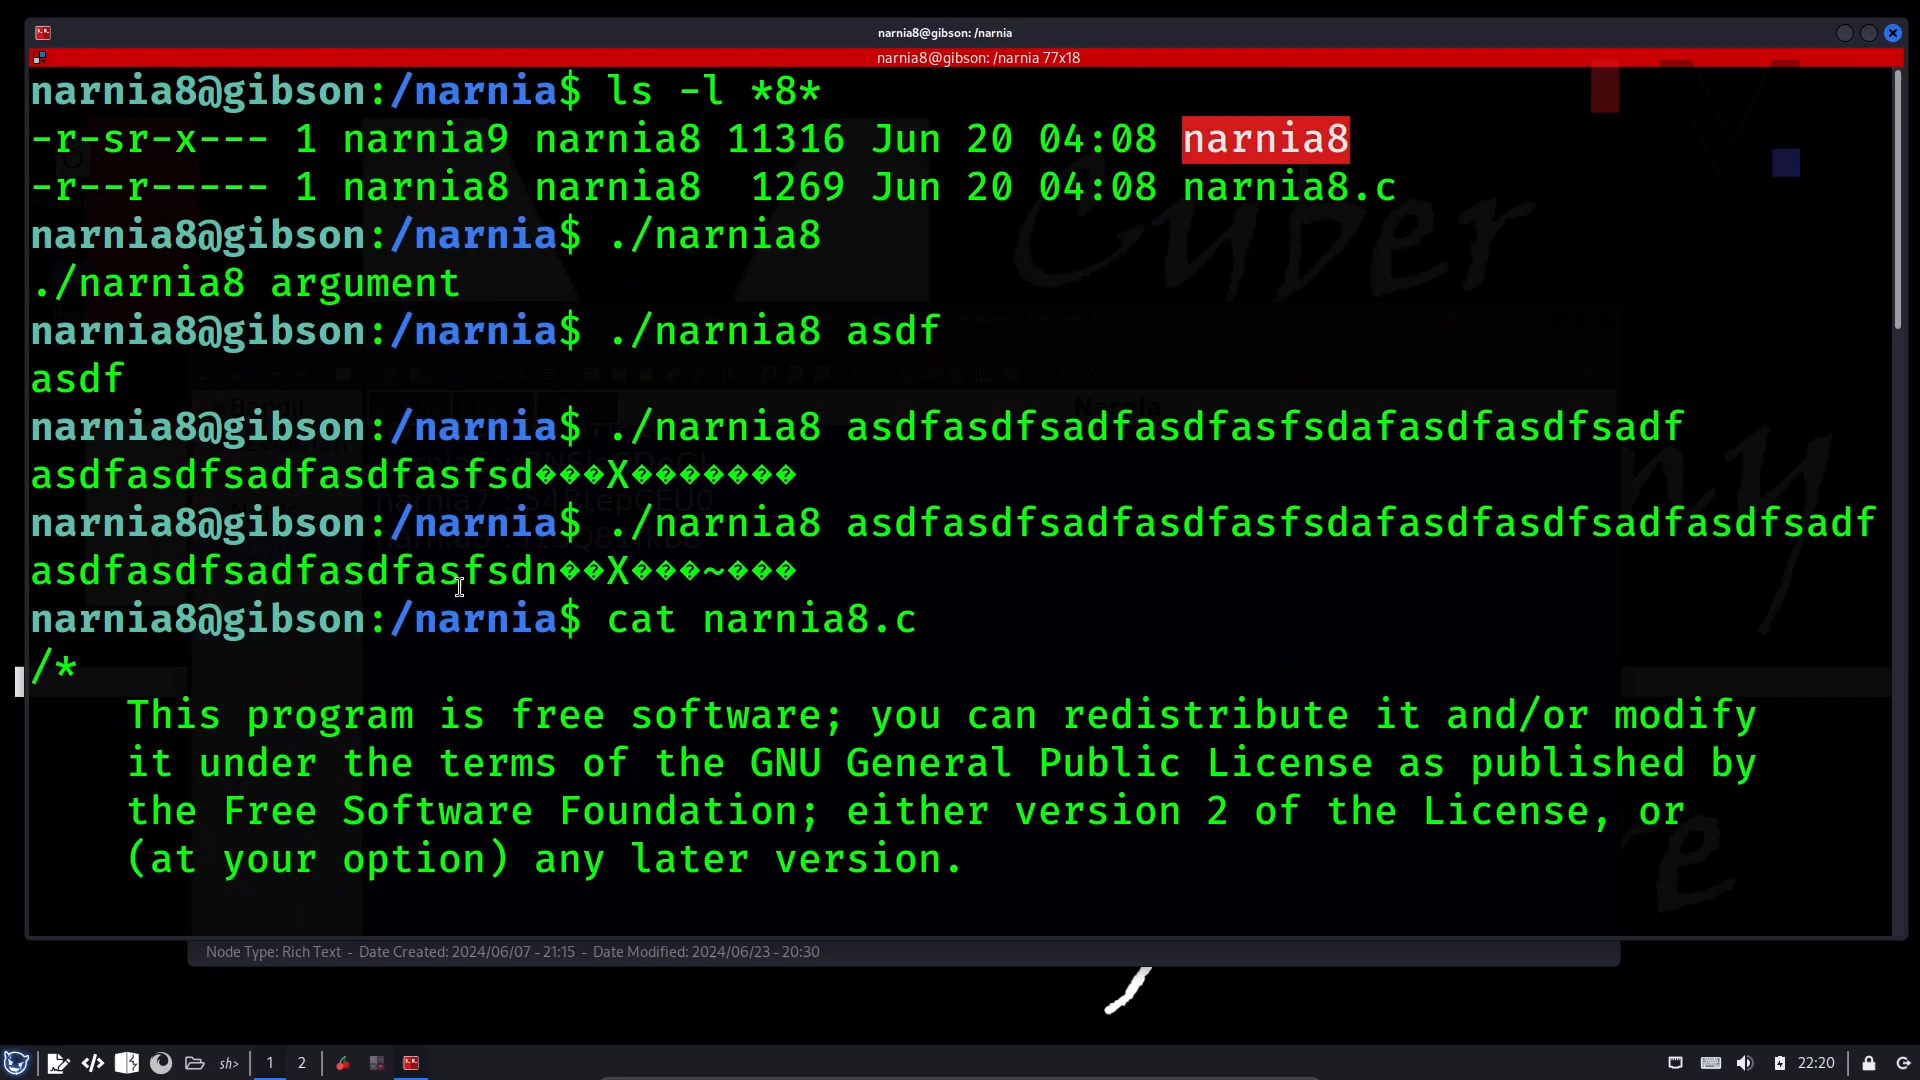 narnia8@gibson: /narnia
narnia8@gibson: /narnia 77x18
narnia8@gibson:/narnia$ ls -l *8*
-r-sr-x--- 1 narnia9 narnia8 11316 Jun 20 04:08 narnia8
-r--r----- 1 narnia8 narnia8  1269 Jun 20 04:08 narnia8.c
narnia8@gibson:/narnia$ ./narnia8
./narnia8 argument
narnia8@gibson:/narnia$ ./narnia8 asdf
asdf
narnia8@gibson:/narnia$ ./narnia8 asdfasdfsadfasdfasfsdafasdfasdfsadf
asdfasdfsadfasdfasfsd���X�������
narnia8@gibson:/narnia$ ./narnia8 asdfasdfsadfasdfasfsdafasdfasdfsadfasdfsadf
asdfasdfsadfasdfasfsdn��X���~���
narnia8@gibson:/narnia$ cat narnia8.c
/*
    This program is free software; you can redistribute it and/or modify
    it under the terms of the GNU General Public License as published by
    the Free Software Foundation; either version 2 of the License, or
    (at your option) any later version.
Node Type: Rich Text - Date Created: 2024/06/07 - 21:15 - Date Modified: 2024/06/23 - 20:30
sh>
1
2
22:20
Cyber
Bandit
Narnia
Home